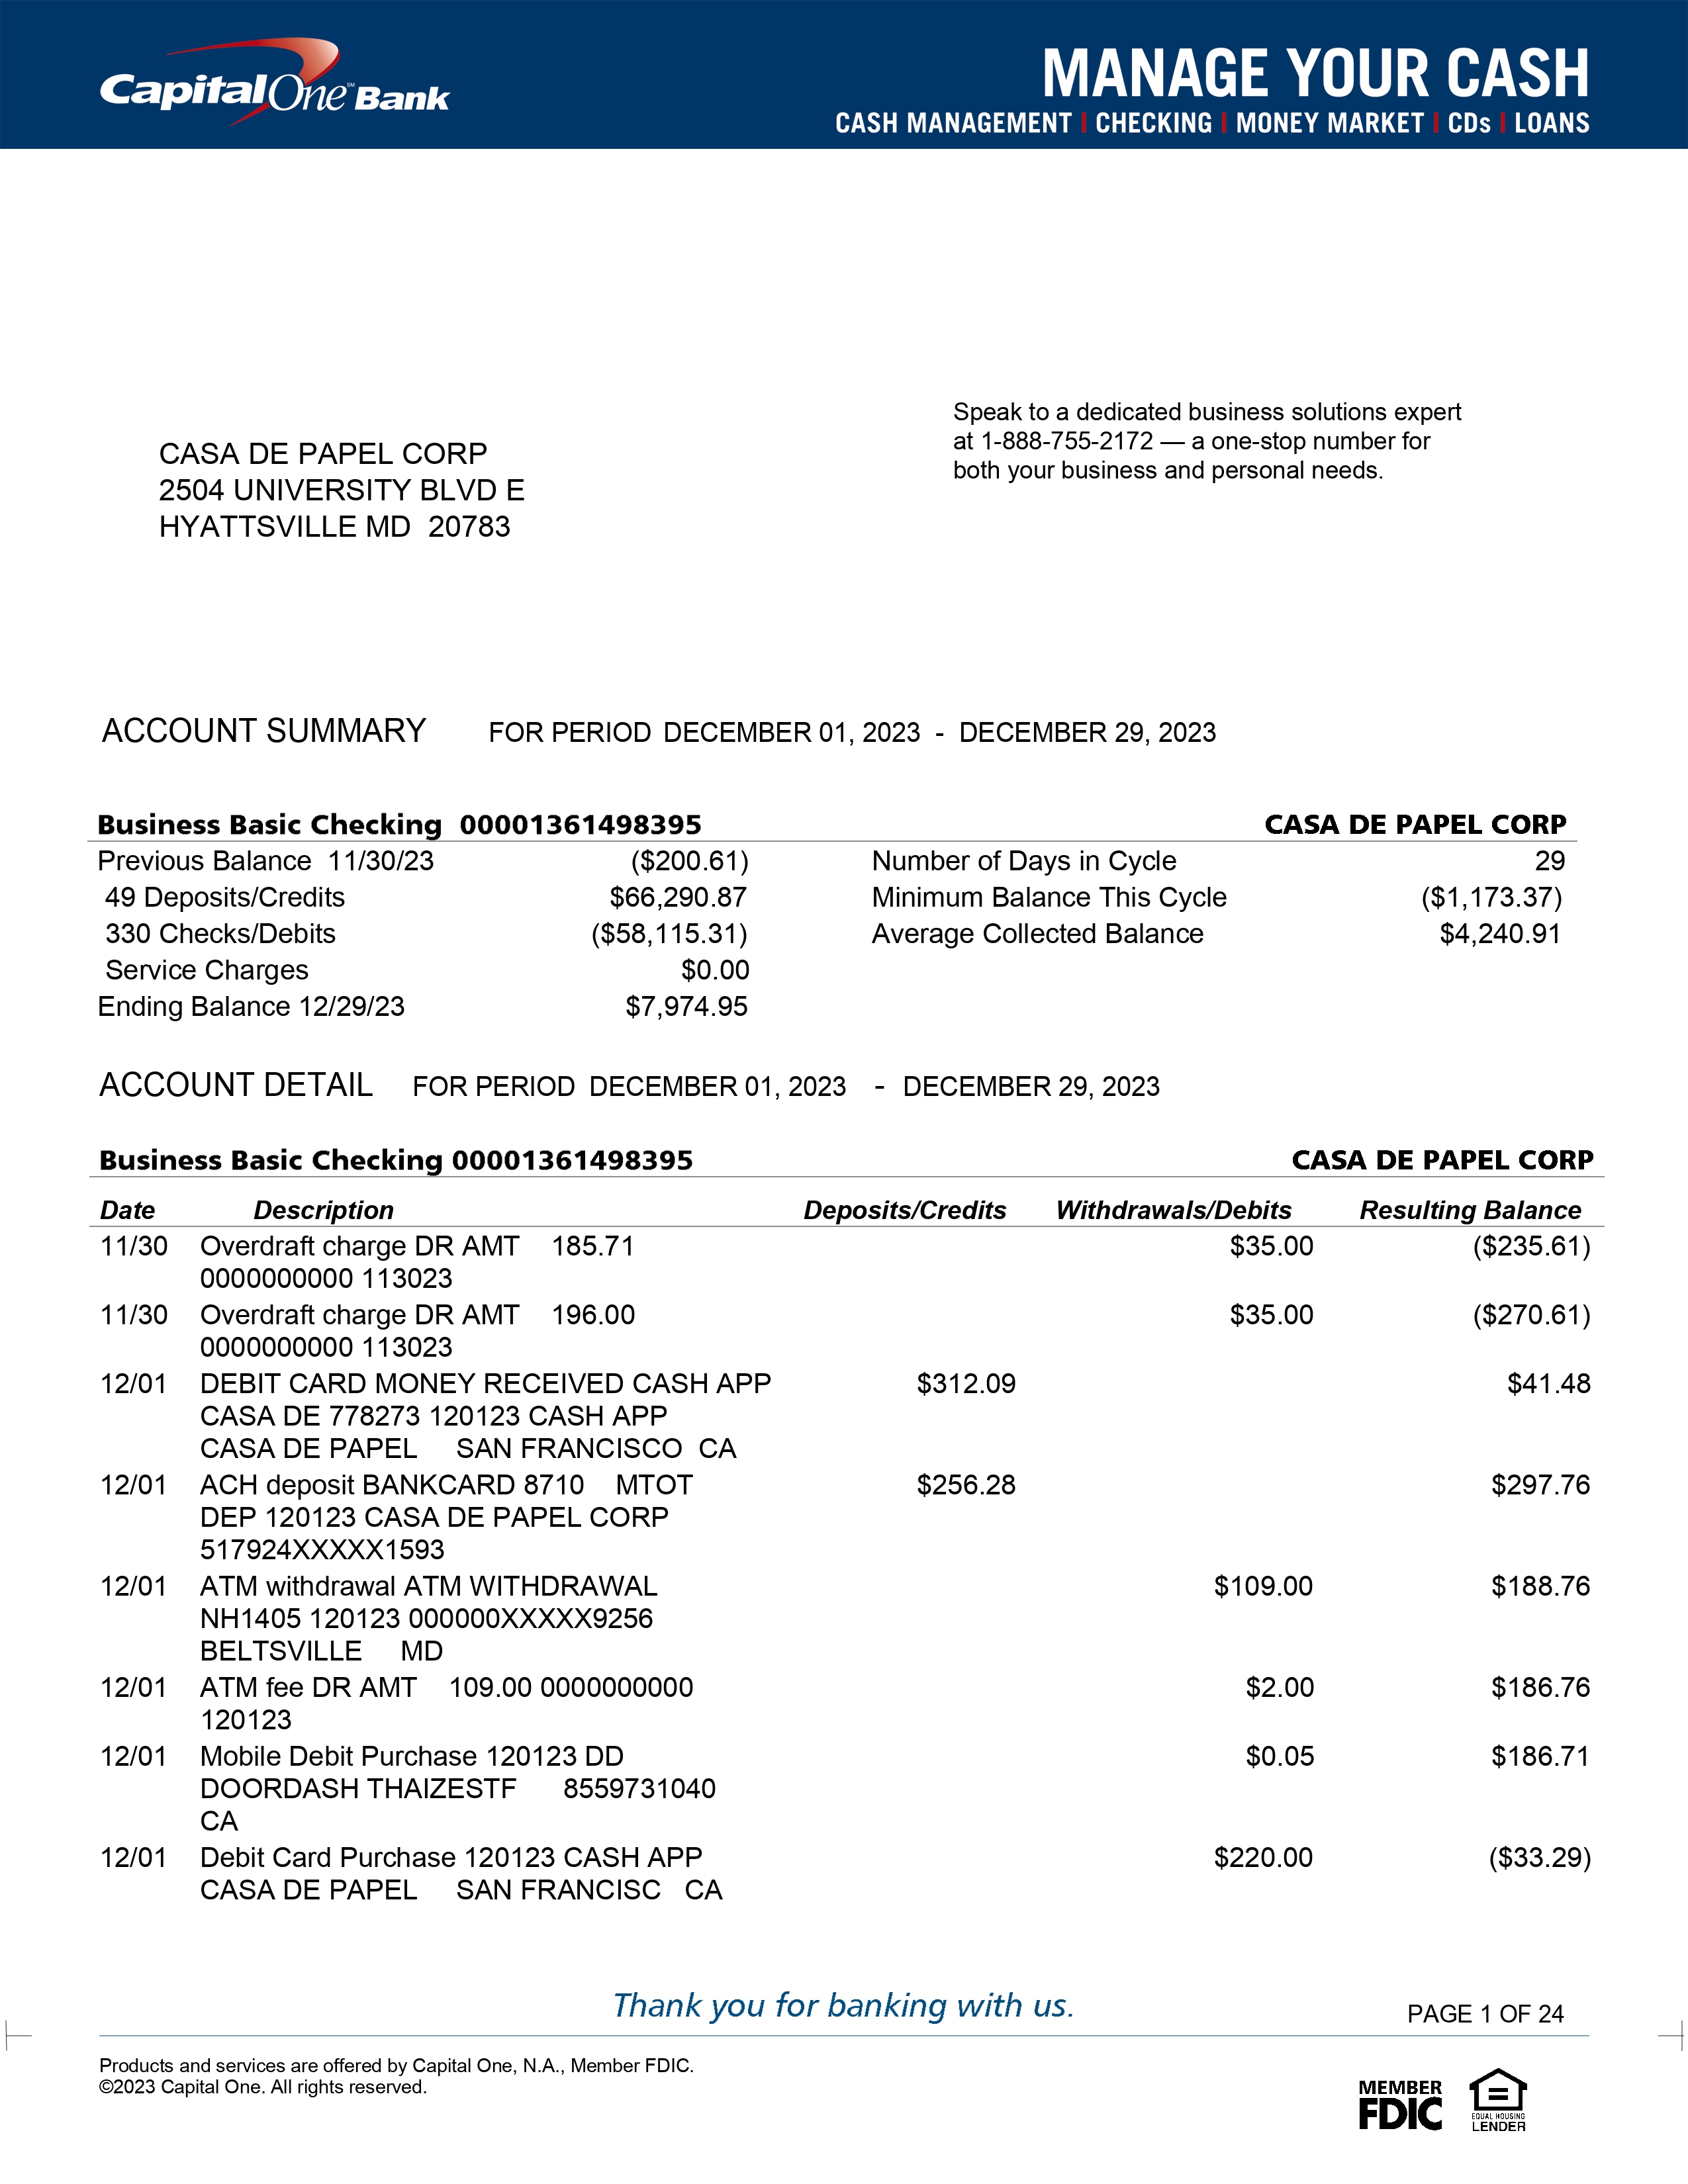 CapitalOne Bank
MANAGE YOUR CASH
CASH MANAGEMENT | CHECKING | MONEY MARKET | CDs | LOANS
Speak to a dedicated business solutions expert
at 1-888-755-2172 — a one-stop number for
both your business and personal needs.
CASA DE PAPEL CORP
2504 UNIVERSITY BLVD E
HYATTSVILLE MD 20783
ACCOUNT SUMMARY FOR PERIOD DECEMBER 01, 2023 - DECEMBER 29, 2023
Business Basic Checking 00001361498395 CASA DE PAPEL CORP
Previous Balance 11/30/23 ($200.61) Number of Days in Cycle 29
49 Deposits/Credits $66,290.87 Minimum Balance This Cycle ($1,173.37)
330 Checks/Debits ($58,115.31) Average Collected Balance $4,240.91
Service Charges $0.00
Ending Balance 12/29/23 $7,974.95
ACCOUNT DETAIL FOR PERIOD DECEMBER 01, 2023 - DECEMBER 29, 2023
Business Basic Checking 00001361498395 CASA DE PAPEL CORP
Date Description Deposits/Credits Withdrawals/Debits Resulting Balance
11/30 Overdraft charge DR AMT 185.71 $35.00 ($235.61)
0000000000 113023
11/30 Overdraft charge DR AMT 196.00 $35.00 ($270.61)
0000000000 113023
12/01 DEBIT CARD MONEY RECEIVED CASH APP $312.09 $41.48
CASA DE 778273 120123 CASH APP
CASA DE PAPEL SAN FRANCISCO CA
12/01 ACH deposit BANKCARD 8710 MTOT $256.28 $297.76
DEP 120123 CASA DE PAPEL CORP
517924XXXXX1593
12/01 ATM withdrawal ATM WITHDRAWAL $109.00 $188.76
NH1405 120123 000000XXXXX9256
BELTSVILLE MD
12/01 ATM fee DR AMT 109.00 0000000000 $2.00 $186.76
120123
12/01 Mobile Debit Purchase 120123 DD $0.05 $186.71
DOORDASH THAIZESTF 8559731040
CA
12/01 Debit Card Purchase 120123 CASH APP $220.00 ($33.29)
CASA DE PAPEL SAN FRANCISC CA
Thank you for banking with us.
PAGE 1 OF 24
Products and services are offered by Capital One, N.A., Member FDIC.
©2023 Capital One. All rights reserved.
MEMBER
FDIC
EQUAL HOUSING
LENDER